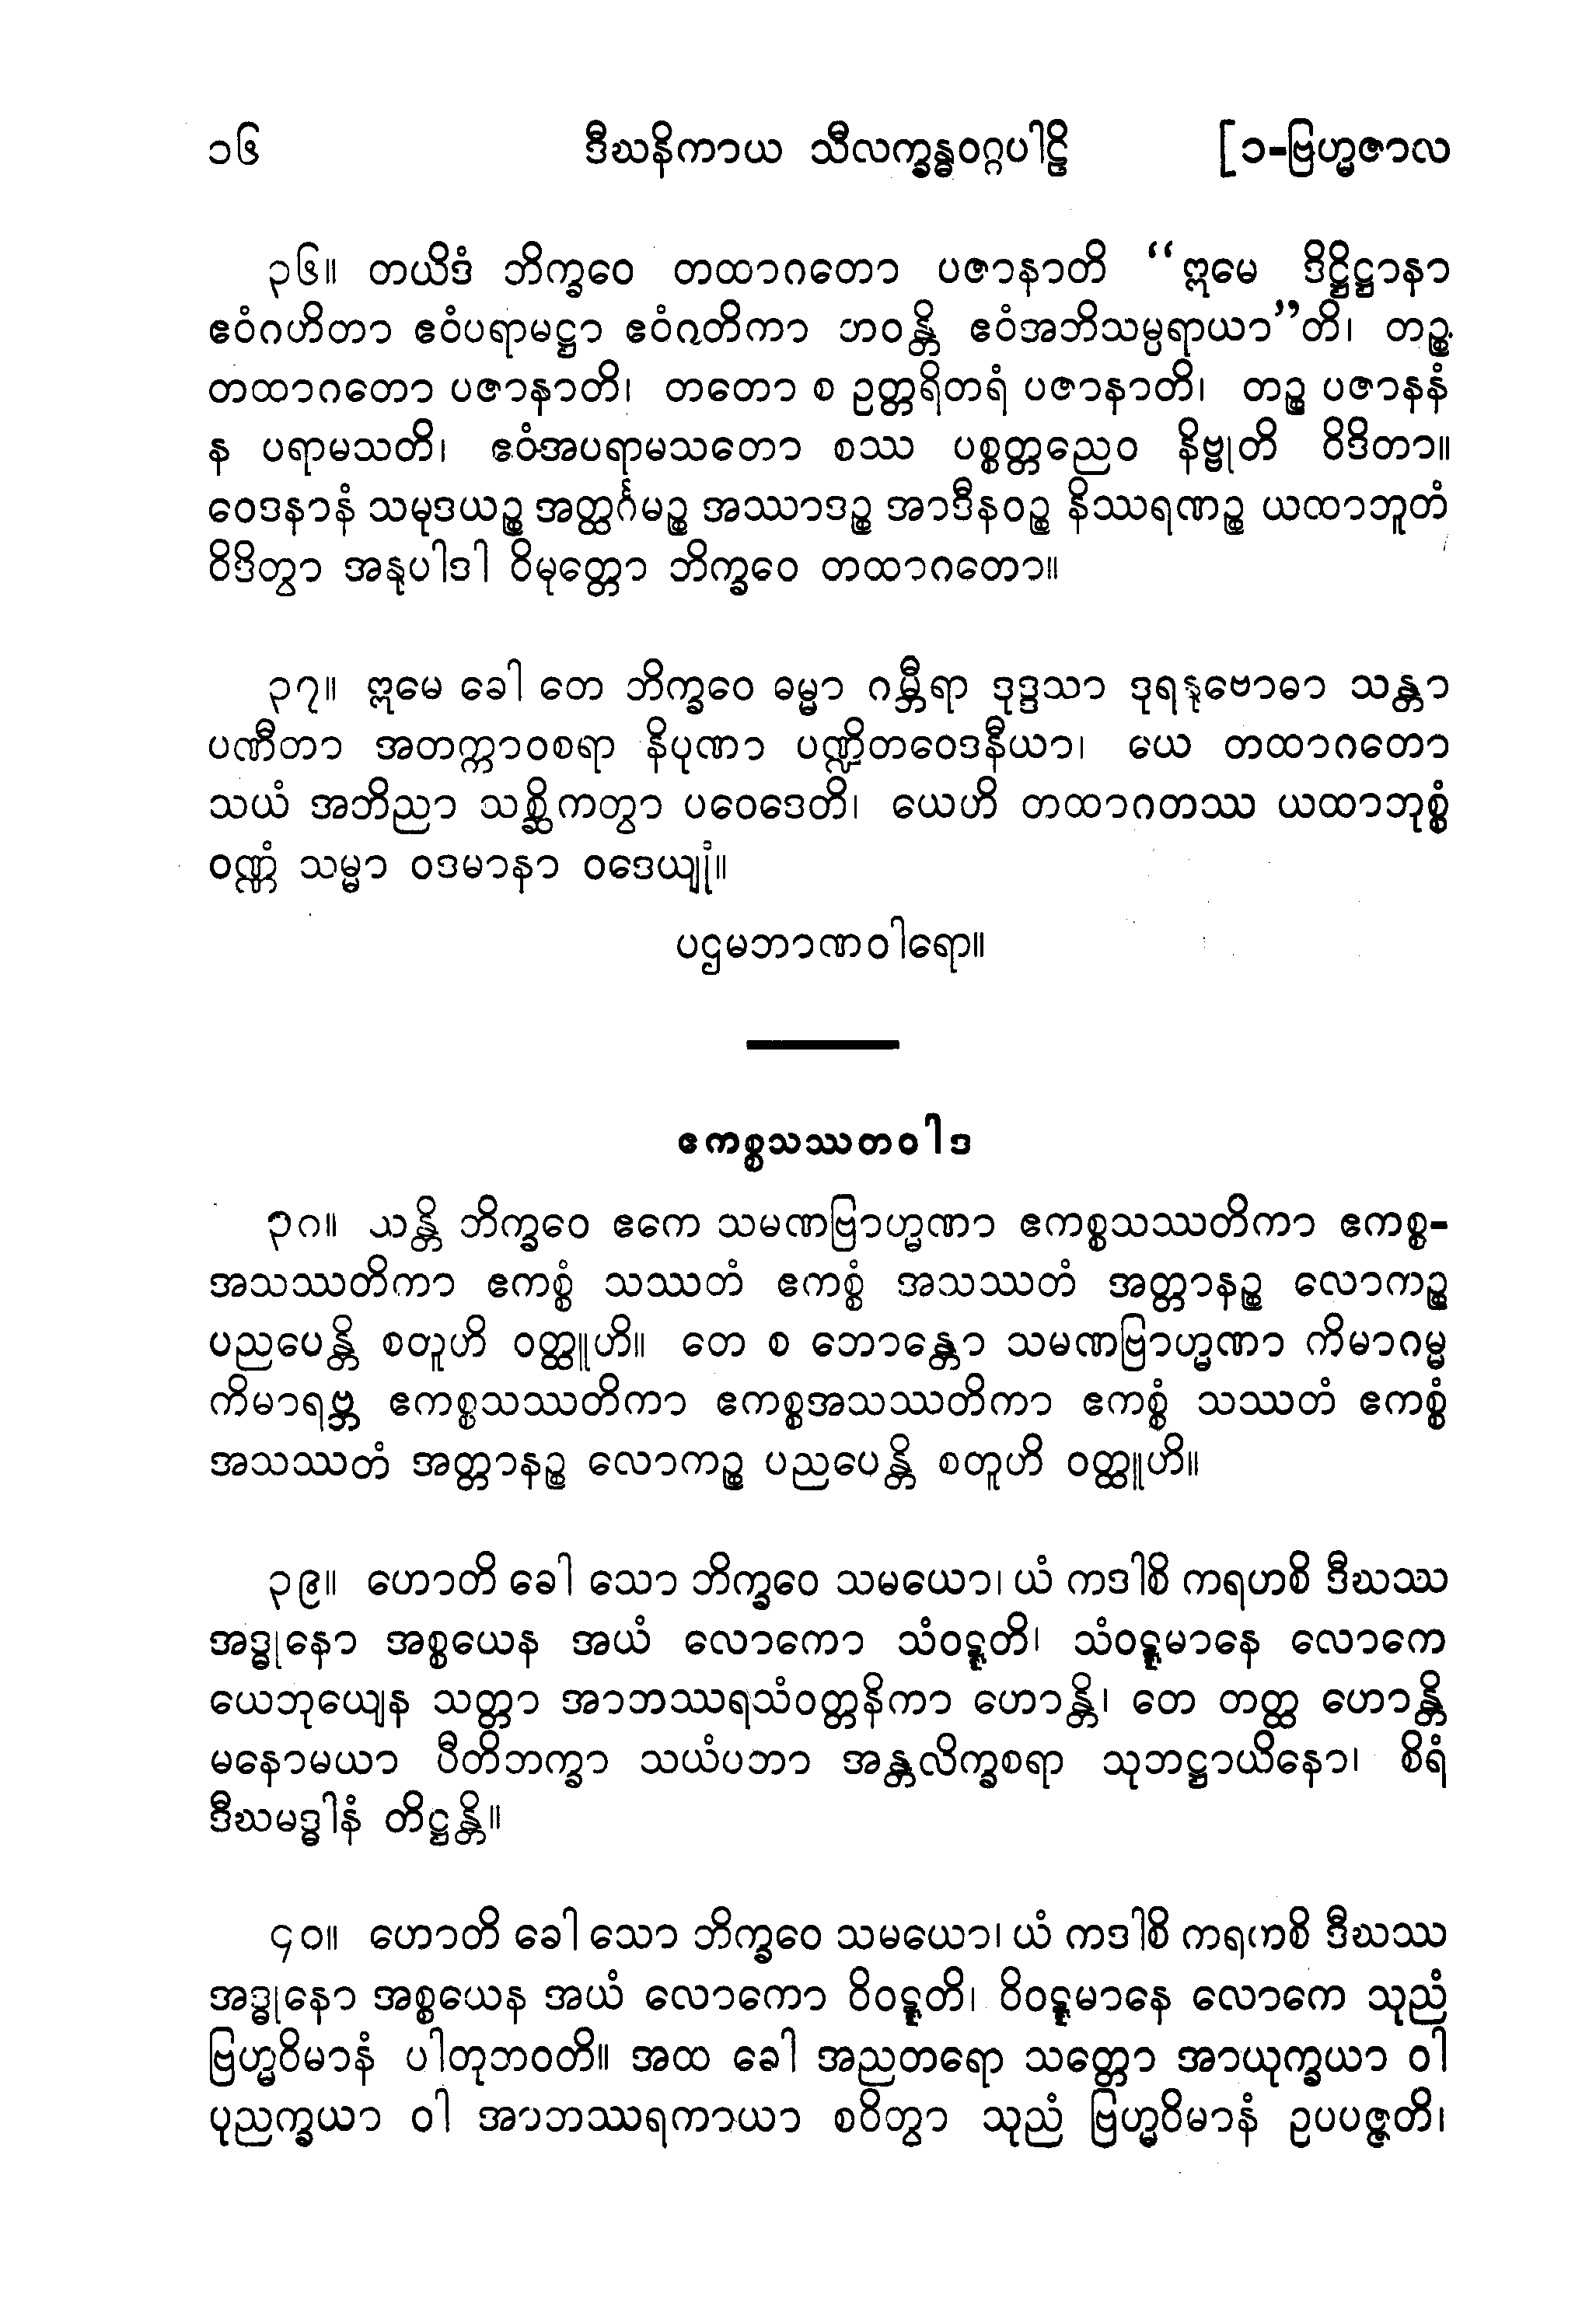 ၁၆ ဒီဃနိကာယ သီလက္ခန္ဓဝဂ္ဂပါဠိ [၁-ဗြဟ္မဇာလ
၃၆။ တယိဒံ ဘိက္ခဝေ တထာဂတော ပဇာနာတိ “ဣမေ ဒိဋ္ဌိဋ္ဌာနာ
ဧဝံဂဟိတာ ဧဝံပရာမဋ္ဌာ ဧဝံဂတိကာ ဘဝန္တိ ဧဝံအဘိသမ္ပရာယာ”တိ၊ တဉ္စ
တထာဂတော ပဇာနာတိ၊ တတော စ ဥတ္တရိတရံ ပဇာနာတိ၊ တဉ္စ ပဇာနနံ
န ပရာမသတိ၊ ဧဝံအပရာမသတော စဿ ပစ္စတ္တညေဝ နိဗ္ဗုတိ ဝိဒိတာ။
ဝေဒနာနံ သမုဒယဉ္စ အတ္ထင်္ဂမဉ္စ အဿာဒဉ္စ အာဒီနဝဉ္စ နိဿရဏဉ္စ ယထာဘူတံ
ဝိဒိတွာ အနုပါဒါ ဝိမုတ္တော ဘိက္ခဝေ တထာဂတော။
၃၇။ ဣမေ ခေါ တေ ဘိက္ခဝေ ဓမ္မာ ဂမ္ဘီရာ ဒုဒ္ဒသာ ဒုရနုဗောဓာ သန္တာ
ပဏီတာ အတက္ကာဝစရာ နိပုဏာ ပဏ္ဍိတဝေဒနီယာ၊ ယေ တထာဂတော
သယံ အဘိညာ သစ္ဆိကတွာ ပဝေဒေတိ၊ ယေဟိ တထာဂတဿ ယထာဘုစ္စံ
ဝဏ္ဏံ သမ္မာ ဝဒမာနာ ဝဒေယျုံ။
ပဌမဘာဏဝါရော။
ဧကစ္စသဿတဝါဒ
၃၈။ သန္တိ ဘိက္ခဝေ ဧကေ သမဏဗြာဟ္မဏာ ဧကစ္စသဿတိကာ ဧကစ္စ-
အသဿတိကာ ဧကစ္စံ သဿတံ ဧကစ္စံ အသဿတံ အတ္တာနဉ္စ လောကဉ္စ
ပညပေန္တိ စတူဟိ ဝတ္ထူဟိ။ တေ စ ဘောန္တော သမဏဗြာဟ္မဏာ ကိမာဂမ္မ
ကိမာရဗ္ဘ ဧကစ္စသဿတိကာ ဧကစ္စအသဿတိကာ ဧကစ္စံ သဿတံ ဧကစ္စံ
အသဿတံ အတ္တာနဉ္စ လောကဉ္စ ပညပေန္တိ စတူဟိ ဝတ္ထူဟိ။
၃၉။ ဟောတိ ခေါ သော ဘိက္ခဝေ သမယော၊ ယံ ကဒါစိ ကရဟစိ ဒီဃဿ
အဒ္ဓုနော အစ္စယေန အယံ လောကော သံဝဋ္ဋတိ၊ သံဝဋ္ဋမာနေ လောကေ
ယေဘုယျေန သတ္တာ အာဘဿရသံဝတ္တနိကာ ဟောန္တိ၊ တေ တတ္ထ ဟောန္တိ
မနောမယာ ပီတိဘက္ခာ သယံပဘာ အန္တလိက္ခစရာ သုဘဋ္ဌာယိနော၊ စိရံ
ဒီဃမဒ္ဓါနံ တိဋ္ဌန္တိ။
၄၀။ ဟောတိ ခေါ သော ဘိက္ခဝေ သမယော၊ ယံ ကဒါစိ ကရဟစိ ဒီဃဿ
အဒ္ဓုနော အစ္စယေန အယံ လောကော ဝိဝဋ္ဋတိ၊ ဝိဝဋ္ဋမာနေ လောကေ သုညံ
ဗြဟ္မဝိမာနံ ပါတုဘဝတိ။ အထ ခေါ အညတရော သတ္တော အာယုက္ခယာ ဝါ
ပုညက္ခယာ ဝါ အာဘဿရကာယာ စဝိတွာ သုညံ ဗြဟ္မဝိမာနံ ဥပပဇ္ဇတိ၊